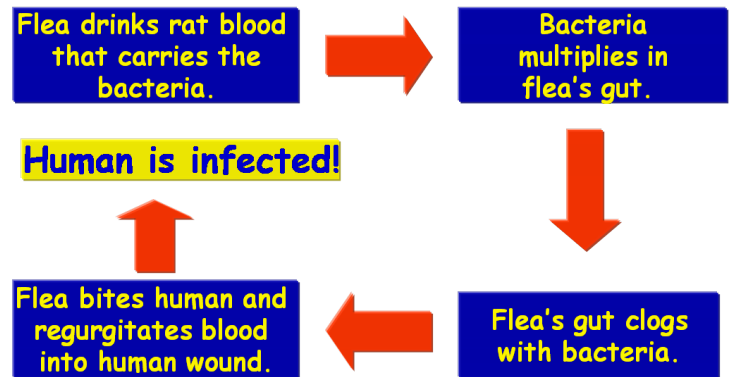 Flea drinks rat blood
that carries the
bacteria.
Bacteria
multiplies in
flea's gut.
Flea's gut clogs
with bacteria.
Flea bites human and
regurgitates blood
into human wound.
Human is infected!